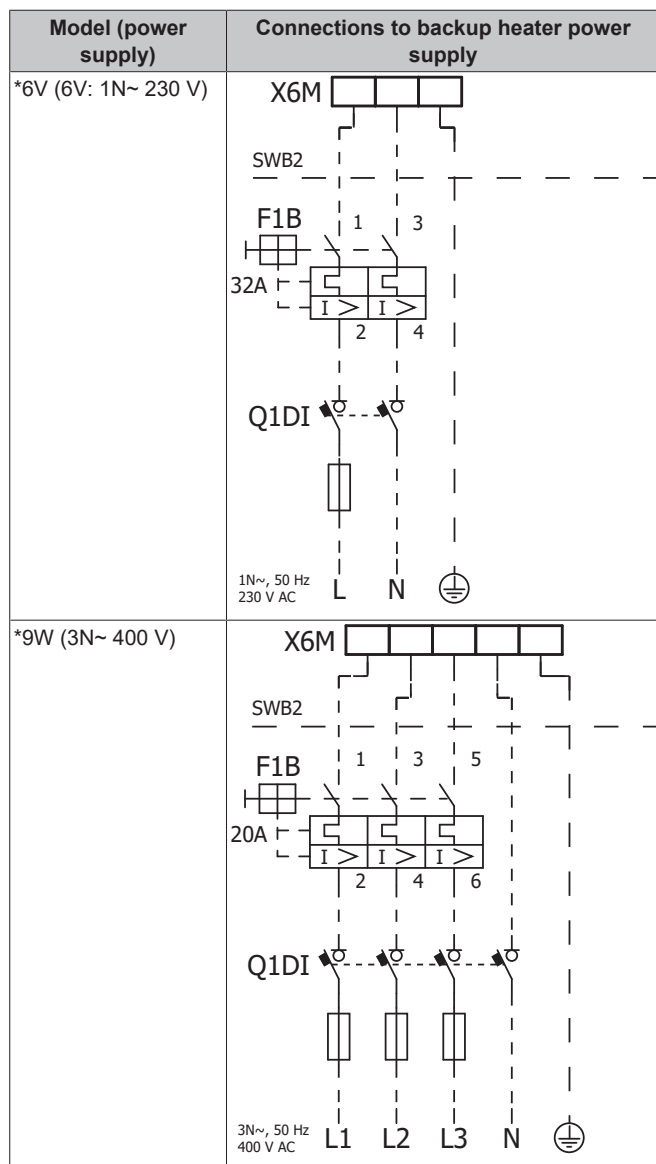 Model (power supply)
Connections to backup heater power supply
*6V (6V: 1N~ 230 V)
X6M
SWB2
F1B
1 3
32A
I > I >
2 4
Q1DI
1N~, 50 Hz
230 V AC
L N
*9W (3N~ 400 V)
X6M
SWB2
F1B
1 3 5
20A
I > I > I >
2 4 6
Q1DI
3N~, 50 Hz
400 V AC
L1 L2 L3 N